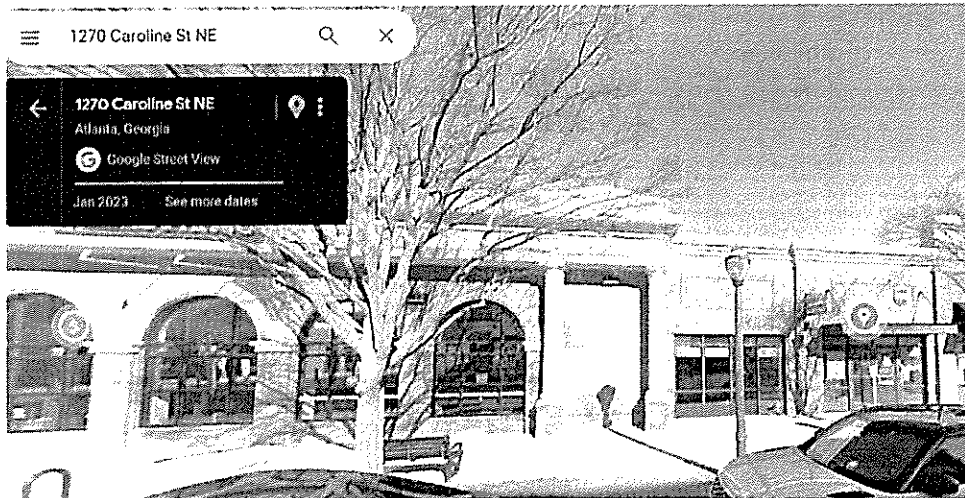 1270 Caroline St NE
1270 Caroline St NE
Atlanta, Georgia
Google Street View
Jan 2023 See more dates